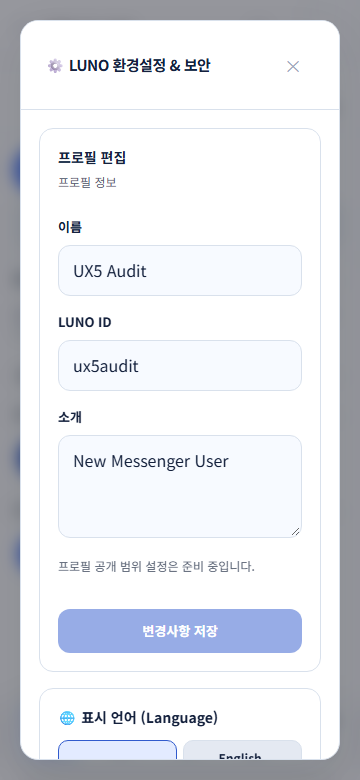 LUNO 환경설정 & 보안
프로필 편집
프로필 정보
이름
UX5 Audit
LUNO ID
ux5audit
소개
New Messenger User
프로필 공개 범위 설정은 준비 중입니다.
변경사항 저장
표시 언어 (Language)
English